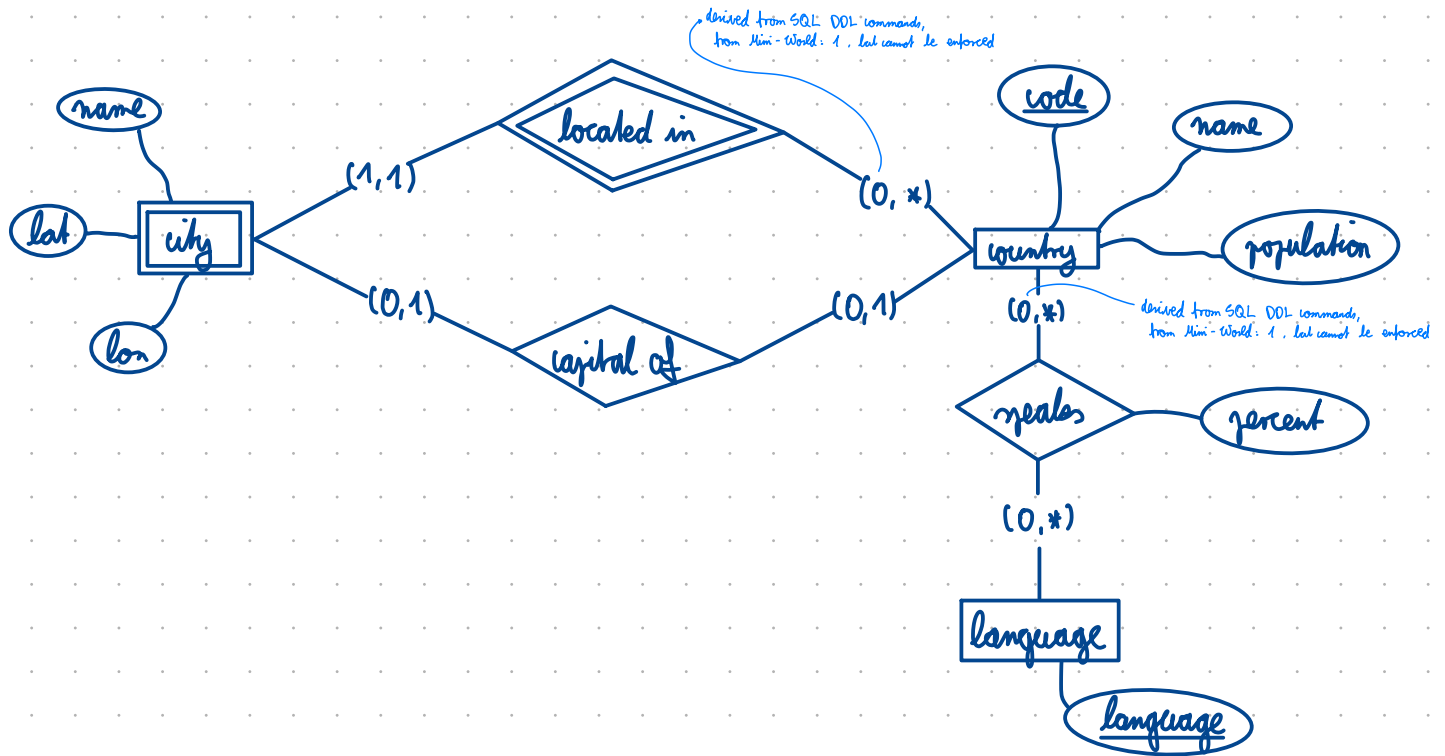 derived from SQL DDL commands,
from Mini-World: 1, but cannot be enforced
code
name
name
located in
(1,1)
(0,*)
lat
city
country
population
(0,1)
(0,1)
(0,*)
derived from SQL DDL commands,
from Mini-World: 1, but cannot be enforced
lon
capital of
speaks
percent
(0,*)
language
language